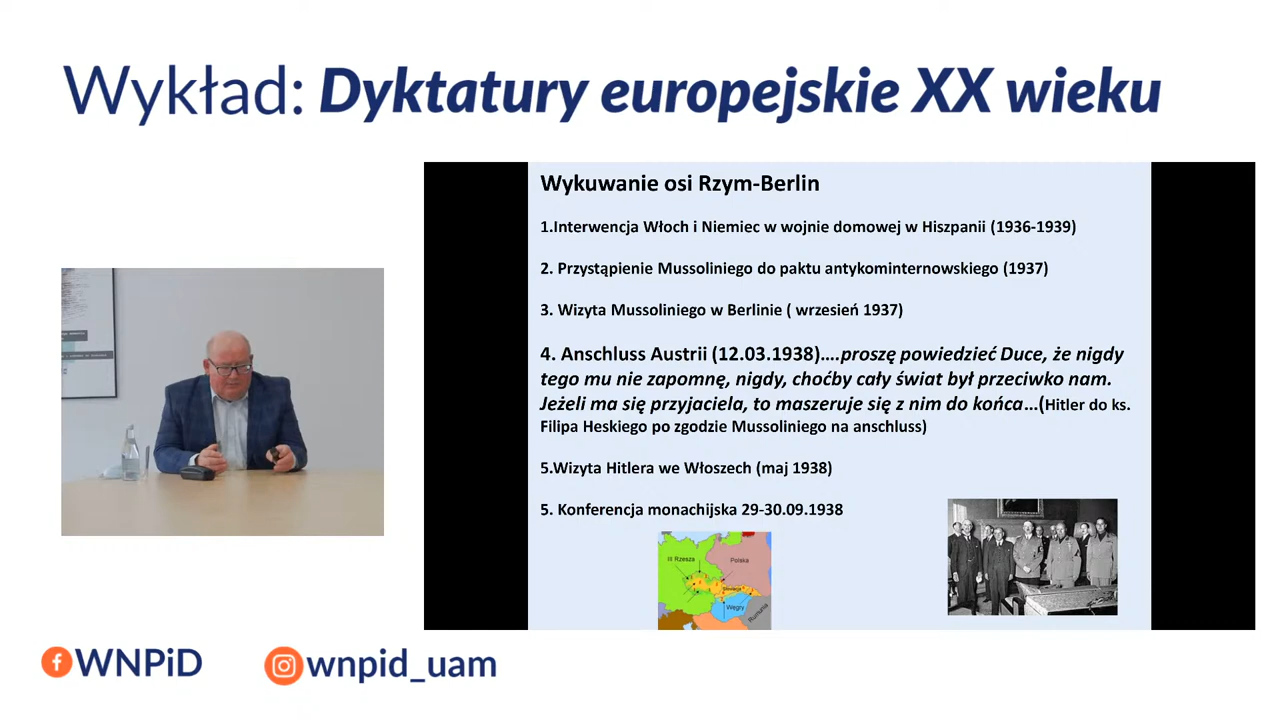 Wykład: Dyktatury europejskie XX wieku
Wykuwanie osi Rzym-Berlin
1.Interwencja Włoch i Niemiec w wojnie domowej w Hiszpanii (1936-1939)
2. Przystąpienie Mussoliniego do paktu antykominternowskiego (1937)
3. Wizyta Mussoliniego w Berlinie ( wrzesień 1937)
4. Anschluss Austrii (12.03.1938)….proszę powiedzieć Duce, że nigdy
tego mu nie zapomnę, nigdy, choćby cały świat był przeciwko nam.
Jeżeli ma się przyjaciela, to maszeruje się z nim do końca…(Hitler do ks.
Filipa Heskiego po zgodzie Mussoliniego na anschluss)
5.Wizyta Hitlera we Włoszech (maj 1938)
5. Konferencja monachijska 29-30.09.1938
III Rzesza
Polska
Węgry
Rumunia
WNPiD
wnpid_uam